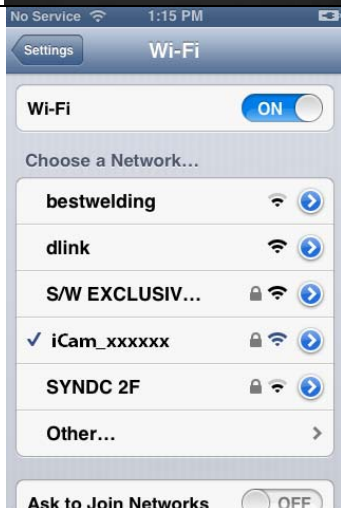 No Service 1:15 PM
Settings Wi-Fi
Wi-Fi ON
Choose a Network...
bestwelding
dlink
S/W EXCLUSIV...
✓ iCam_xxxxxx
SYNDC 2F
Other...
Ask to Join Networks OFF